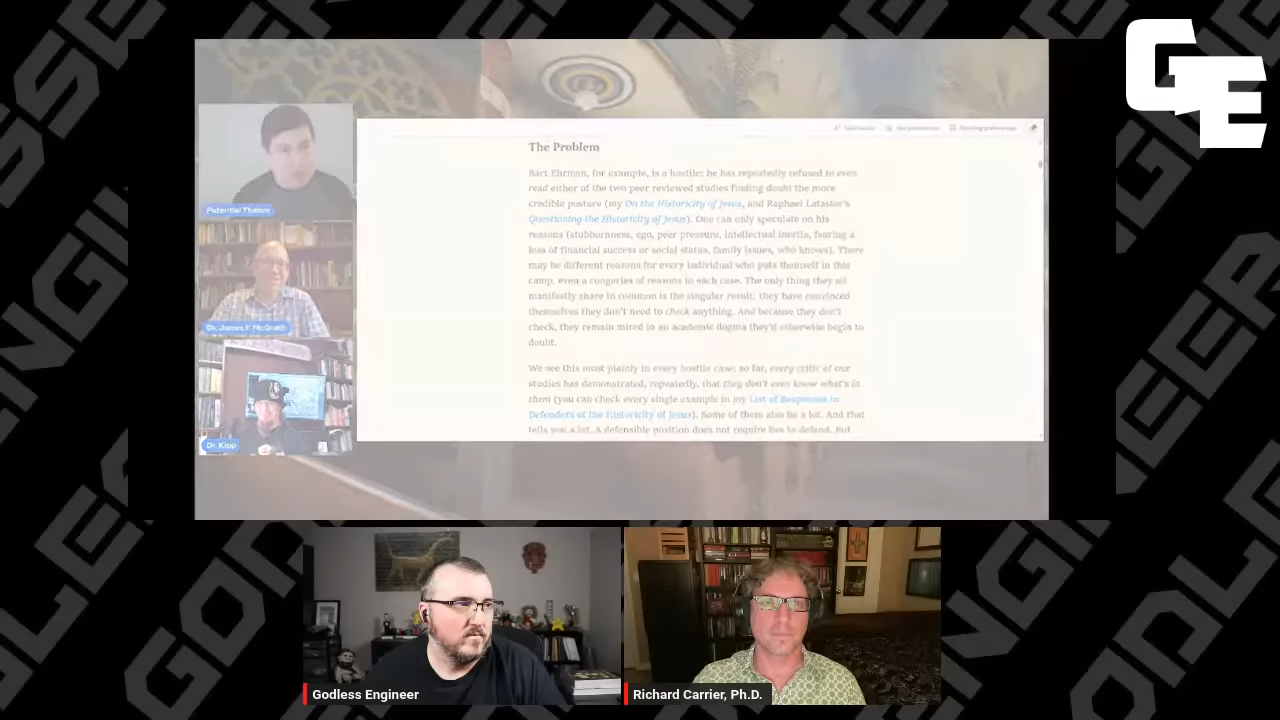 GE
The Problem
Bart Ehrman, for example, is a hostile: he has repeatedly refused to even
read either of the two peer reviewed studies finding doubt the more
credible posture (my On the Historicity of Jesus, and Raphael Lataster's
Questioning the Historicity of Jesus). One can only speculate on his
reasons (stubbornness, ego, peer pressure, intellectual inertia, fearing a
loss of financial success or social status, family issues, who knows). There
may be different reasons for every individual who puts themself in this
camp, even a congeries of reasons in each case. The only thing they all
manifestly share in common is the singular result: they have convinced
themselves they don't need to check anything. And because they don't
check, they remain mired in an academic dogma they'd otherwise begin to
doubt.
We see this most plainly in every hostile case: so far, every critic of our
studies has demonstrated, repeatedly, that they don't even know what's in
them (you can check every single example in my List of Responses to
Defenders of the Historicity of Jesus). Some of them also lie a lot. And that
tells you a lot. A defensible position does not require lies to defend. But
Potential Theism
Dr. James F. McGrath
Dr. Kipp
Godless Engineer
Richard Carrier, Ph.D.